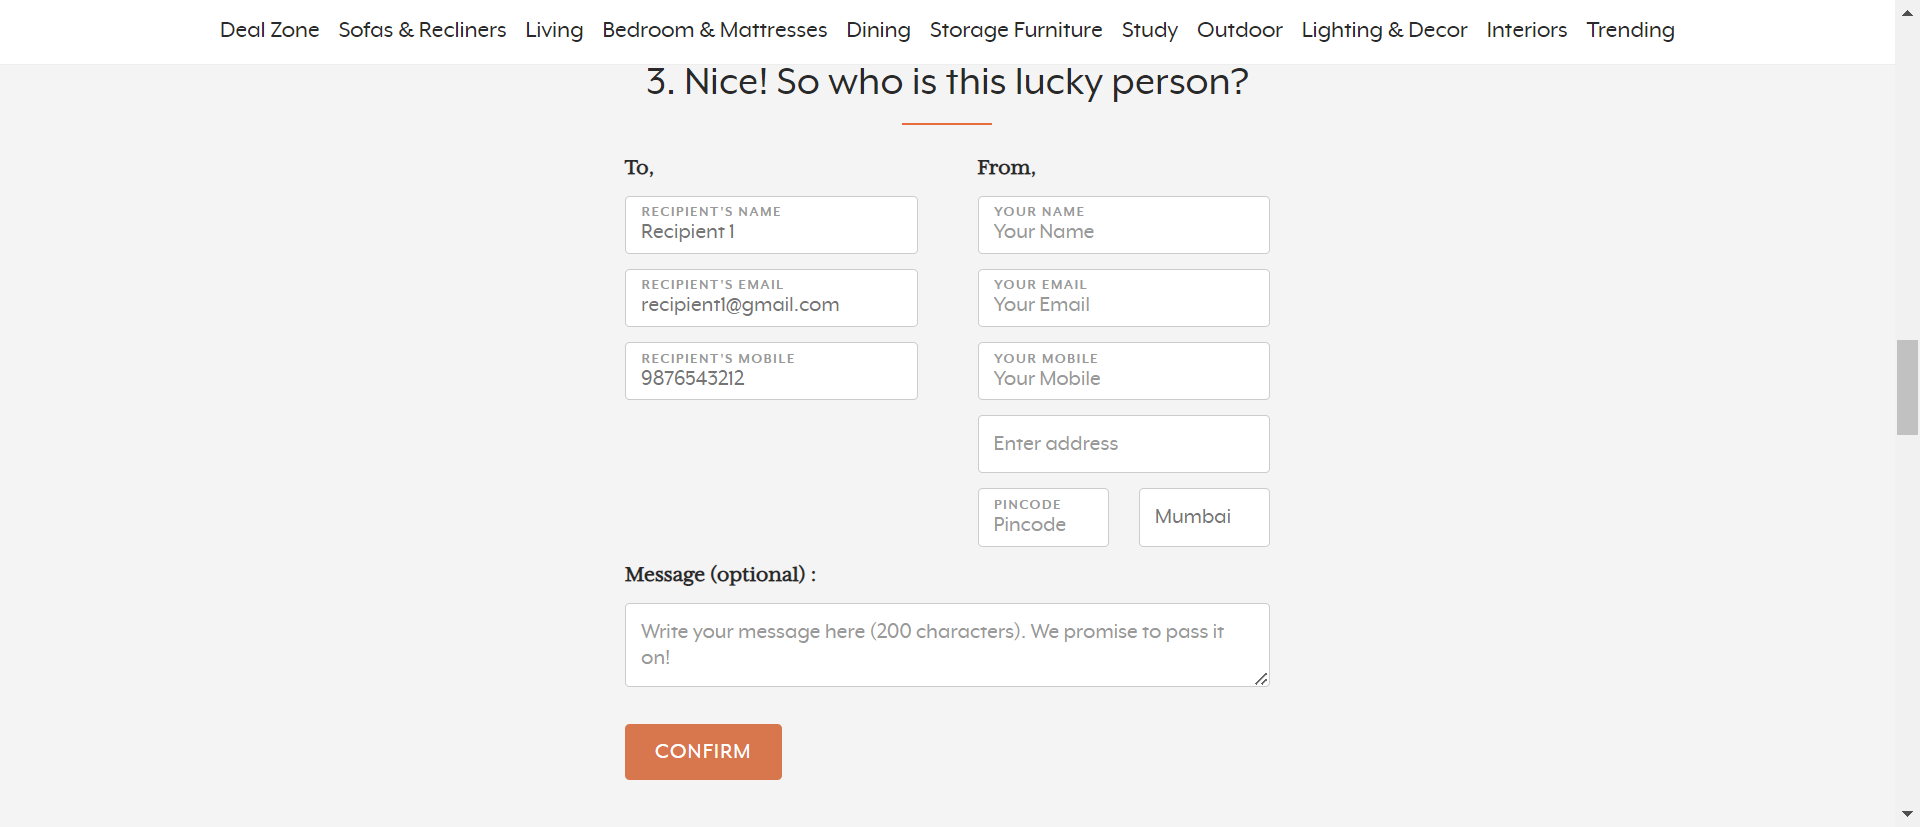 Deal Zone Sofas & Recliners Living Bedroom & Mattresses Dining Storage Furniture Study Outdoor Lighting & Decor Interiors Trending
3. Nice! So who is this lucky person?
To,
RECIPIENT'S NAME
Recipient 1
RECIPIENT'S EMAIL
recipient1@gmail.com
RECIPIENT'S MOBILE
9876543212
From,
YOUR NAME
Your Name
YOUR EMAIL
Your Email
YOUR MOBILE
Your Mobile
Enter address
PINCODE
Pincode
Mumbai
Message (optional) :
Write your message here (200 characters). We promise to pass it
on!
CONFIRM